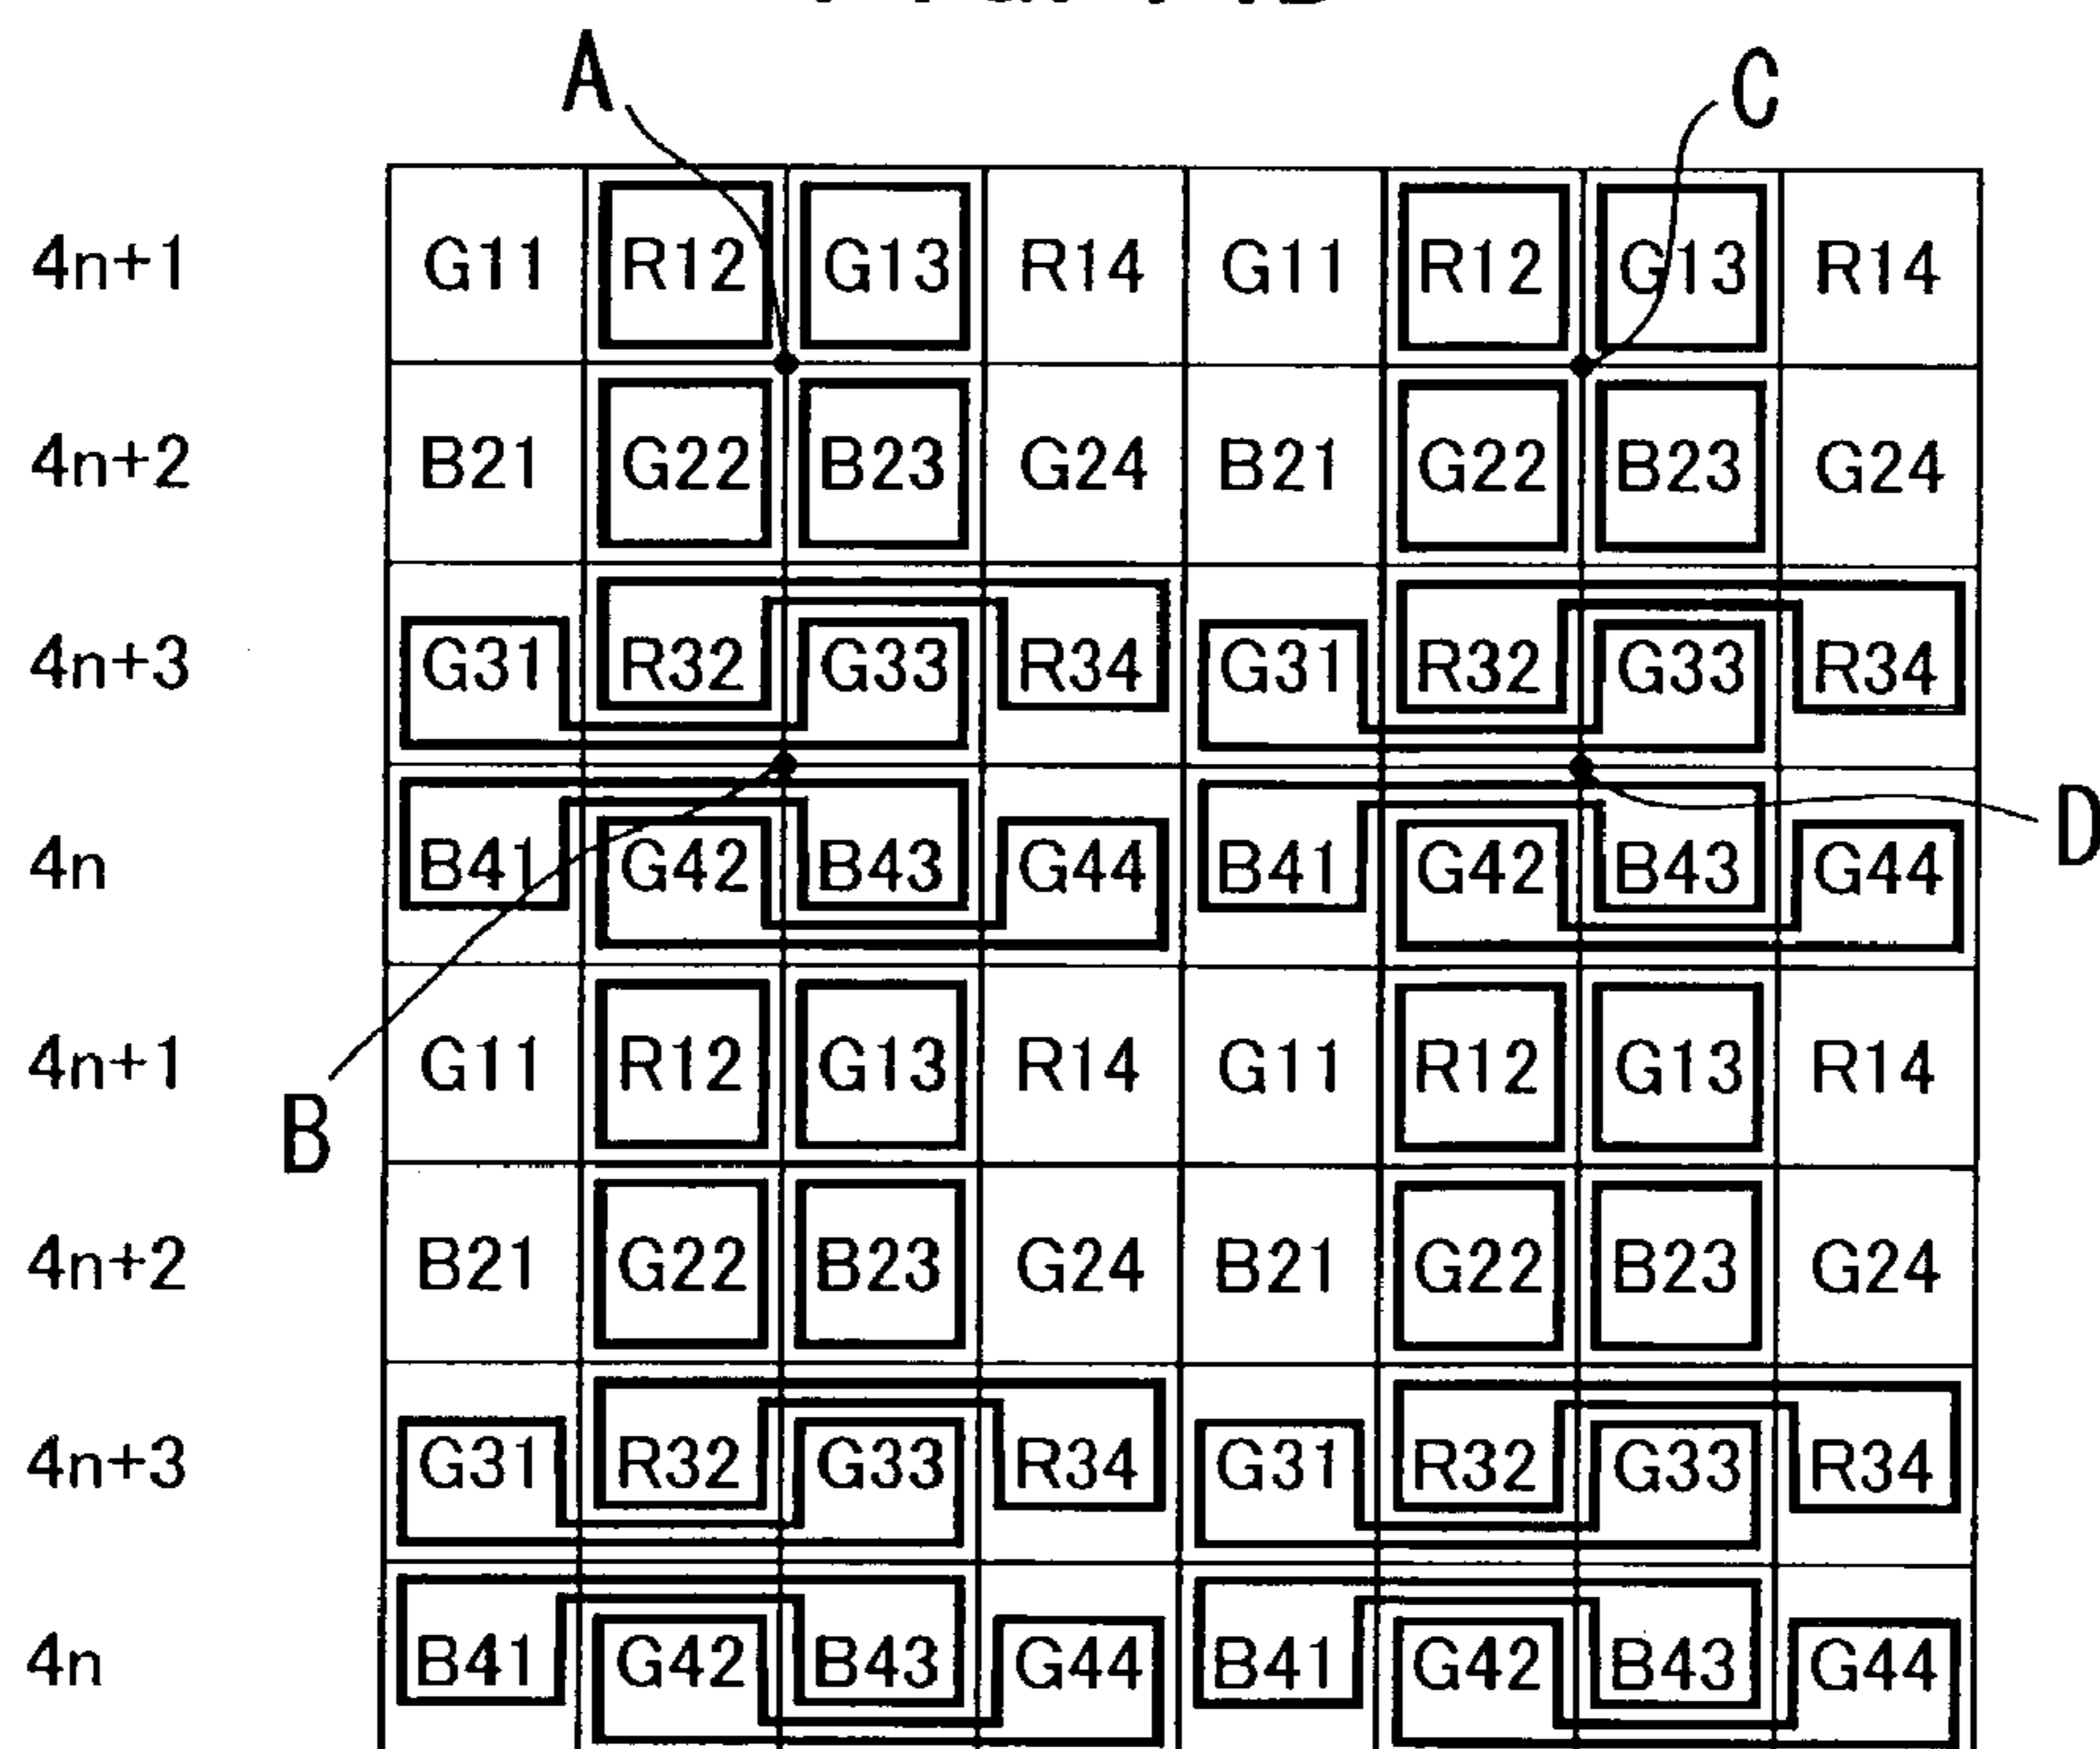 A C
4n+1 G11 R12 G13 R14 G11 R12 G13 R14
4n+2 B21 G22 B23 G24 B21 G22 B23 G24
4n+3 G31 R32 G33 R34 G31 R32 G33 R34
4n B41 G42 B43 G44 B41 G42 B43 G44 D
4n+1 G11 R12 G13 R14 G11 R12 G13 R14
B
4n+2 B21 G22 B23 G24 B21 G22 B23 G24
4n+3 G31 R32 G33 R34 G31 R32 G33 R34
4n B41 G42 B43 G44 B41 G42 B43 G44